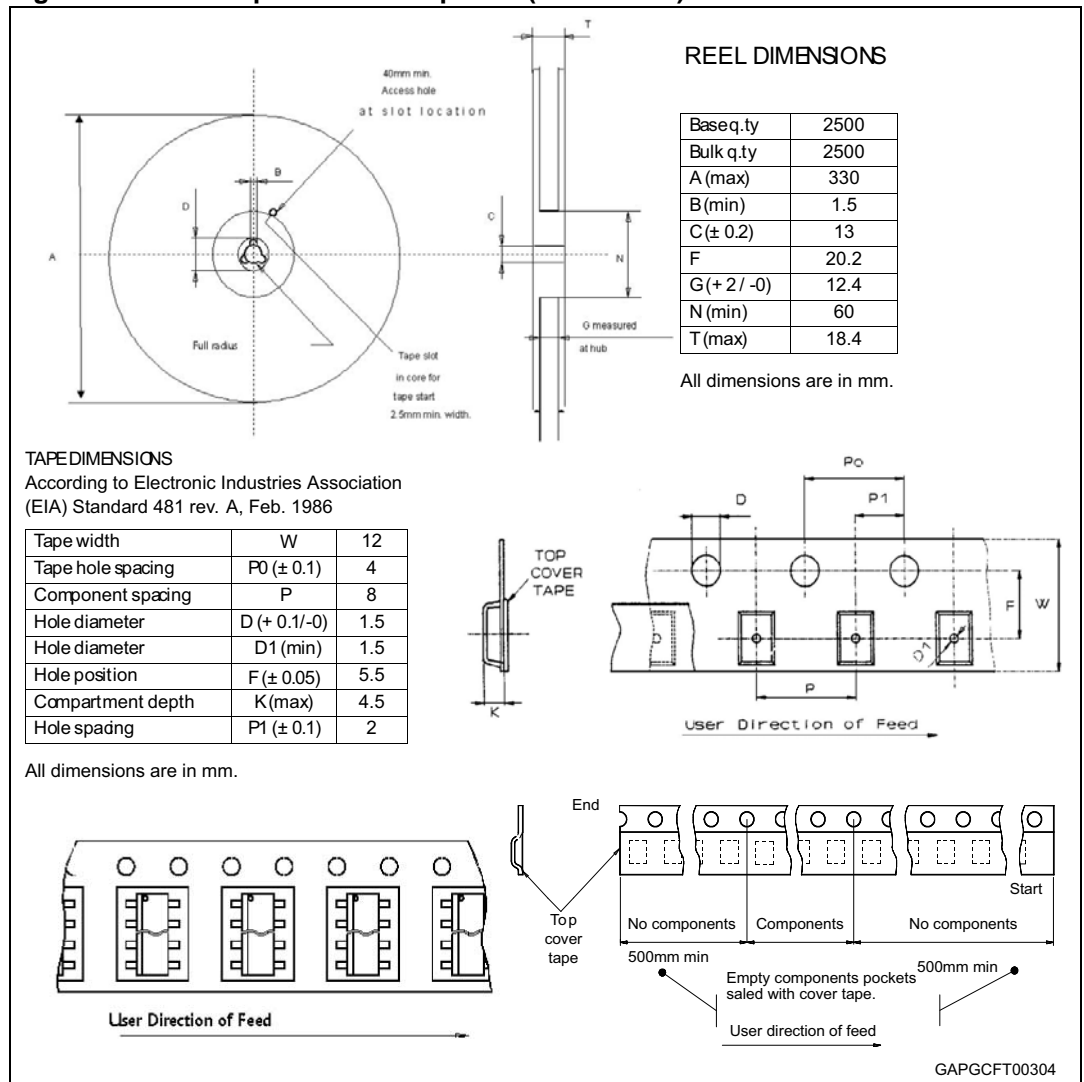 T
REEL DIMENSIONS
40mm min.
Access hole
at slot location
Baseq.ty 2500
Bulk q.ty 2500
A (max) 330
B (min) 1.5
C (± 0.2) 13
F 20.2
G (+ 2 / -0) 12.4
N (min) 60
T (max) 18.4
All dimensions are in mm.
B
D
C
A
N
G measured
at hub
Full radius
Tape slot
in core for
tape start
2.5mm min. width.
TAPE DIMENSIONS
According to Electronic Industries Association
(EIA) Standard 481 rev. A, Feb. 1986
Tape width W 12
Tape hole spacing P0 (± 0.1) 4
Component spacing P 8
Hole diameter D (+ 0.1/-0) 1.5
Hole diameter D1 (min) 1.5
Hole position F (± 0.05) 5.5
Compartment depth K (max) 4.5
Hole spacing P1 (± 0.1) 2
All dimensions are in mm.
Po
D
P1
TOP
COVER
TAPE
F
W
D1
P
K
User Direction of Feed
End
Start
Top
cover
tape
No components
Components
No components
500mm min
500mm min
Empty components pockets
saled with cover tape.
User direction of feed
User Direction of Feed
GAPGCFT00304